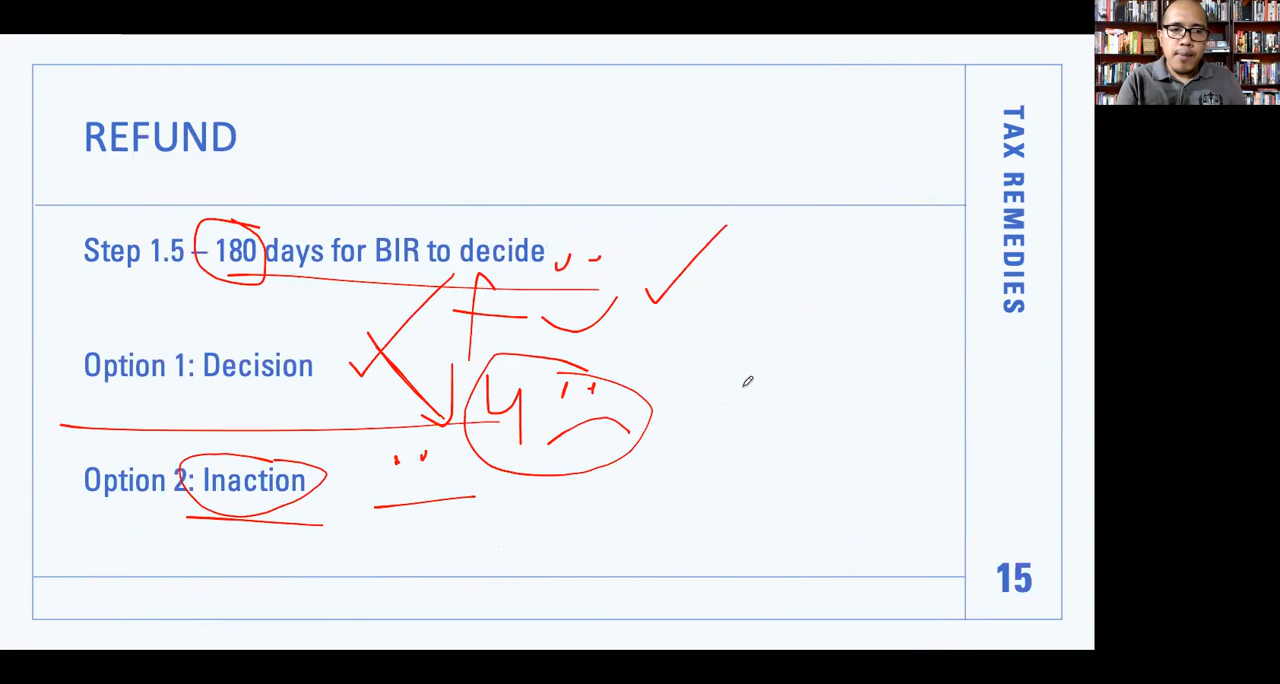 REFUND
Step 1.5 – 180 days for BIR to decide
Option 1: Decision
Option 2: Inaction
TAX REMEDIES
15